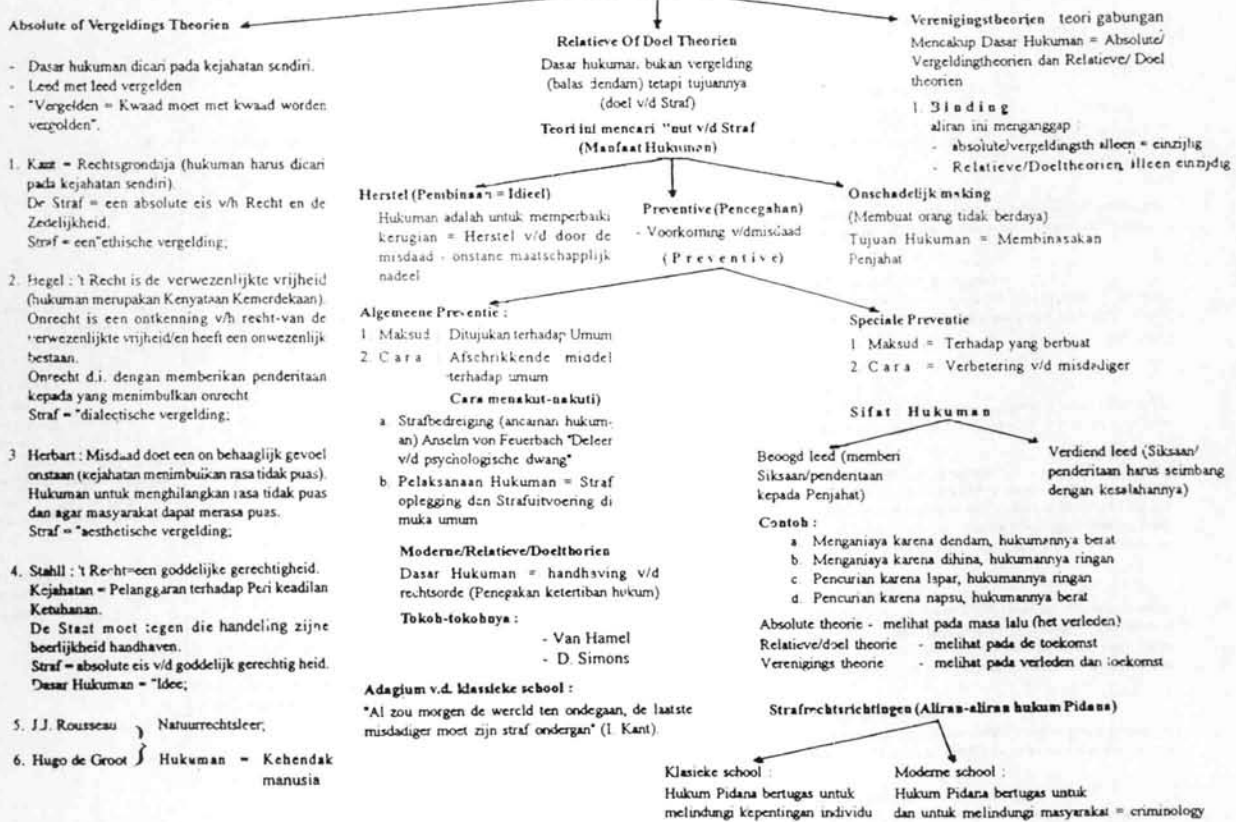 Absolute of Vergeldings Theorien
- Dasar hukuman dicari pada kejahatan sendiri.
- Leed met leed vergelden
- "Vergelden = Kwaad moet met kwaad worden
vergolden".
1. Kant = Rechtsgrondaja (hukuman harus dicari
pada kejahatan sendiri)
De Straf = een absolute eis v/h Recht en de
Zedelijkheid.
Straf = een "ethische vergelding;
2. Hegel : 't Recht is de verwezenlijkte vrijheid
(hukuman merupakan Kenyataan Kemerdekaan).
Onrecht is een ontkenning v/h recht-van de
verwezenlijkte vrijheid/en heeft een onwezenlijk
bestaan.
Onrecht d.i. dengan memberikan penderitaan
kepada yang menimbulkan onrecht
Straf = "dialectische vergelding;
3 Herbart : Misdaad doet een on behaaglijk gevoel
onstaan (kejahatan menimbulkan rasa tidak puas).
Hukuman untuk menghilangkan rasa tidak puas
dan agar masyarakat dapat merasa puas.
Straf = "aesthetische vergelding;
4. Stahll : 't Recht=een goddelijke gerechtigheid.
Kejahatan = Pelanggaran terhadap Peri keadilan
Ketuhanan.
De Staat moet tegen die handeling zijne
heerlijkheid handhaven.
Straf = absolute eis v/d goddelijk gerechtig heid.
Dasar Hukuman = "Idee;
5. J.J. Rousseau } Natuurrechtsleer;
6. Hugo de Groot } Hukuman = Kehendak
manusia
Relatieve Of Doel Theorien
Dasar hukuman, bukan vergelding
(balas dendam) tetapi tujuannya
(doel v/d Straf)
Teori ini mencari "nut v/d Straf
(Manfaat Hukuman)
Verenigingstheorien teori gabungan
Mencakup Dasar Hukuman = Absolute/
Vergeldingtheorien dan Relatieve/ Doel
theorien
1. Binding
aliran ini menganggap :
- absolute/vergeldingsth alleen = einzijlig
- Relatieve/Doeltheorien alleen einzijdig
Herstel (Pembinaan = Idieel)
Hukuman adalah untuk memperbaiki
kerugian = Herstel v/d door de
misdaad - onstane maatschapplijk
nadeel
Preventive (Pencegahan)
- Voorkoming v/dmisdaad
(Preventive)
Onschadelijk making
(Membuat orang tidak berdaya)
Tujuan Hukuman = Membinasakan
Penjahat
Algemeene Preventie :
1. Maksud : Ditujukan terhadap Umum
2. Cara : Afschrikkende middel
terhadap umum
Cara menakut-nakuti)
a. Strafbedreiging (ancaman hukum-
an) Anselm von Feuerbach "Deleer
v/d psychologische dwang"
b. Pelaksanaan Hukuman = Straf
oplegging dan Strafuitvoering di
muka umum
Moderne/Relatieve/Doeltborien
Dasar Hukuman = handhaving v/d
rechtsorde (Penegakan ketertiban hukum)
Tokoh-tokohnya :
- Van Hamel
- D. Simons
Adagium v.d. klassieke school :
"Al zou morgen de wereld ten ondegaan, de laatste
misdadiger moet zijn straf ondergan" (I. Kant).
Speciale Preventie
1 Maksud = Terhadap yang berbuat
2 Cara = Verbetering v/d misdadiger
Sifat Hukuman
Beoogd leed (memberi
Siksaan/penderitaan
kepada Penjahat)
Verdiend leed (Siksaan/
penderitaan harus seimbang
dengan kesalahannya)
Contoh :
a. Menganiaya karena dendam, hukumannya berat
b. Menganiaya karena dihina, hukumannya ringan
c. Pencurian karena lapar, hukumannya ringan
d. Pencurian karena napsu, hukumannya berat
Absolute theorie - melihat pada masa lalu (het verleden)
Relatieve/doel theorie - melihat pada de toekomst
Verenigings theorie - melihat pada verleden dan toekomst
Strafrechtsrichtingen (Aliran-aliran hukum Pidana)
Klasieke school :
Hukum Pidana bertugas untuk
melindungi kepentingan individu
Moderne school :
Hukum Pidana bertugas untuk
dan untuk melindungi masyarakat = criminology